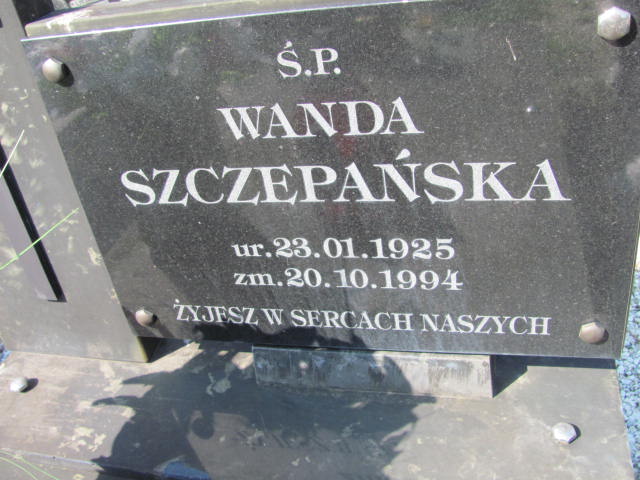 Ś.P.
WANDA
SZCZEPAŃSKA
ur.23.01.1925
zm.20.10.1994
ŻYJESZ W SERCACH NASZYCH